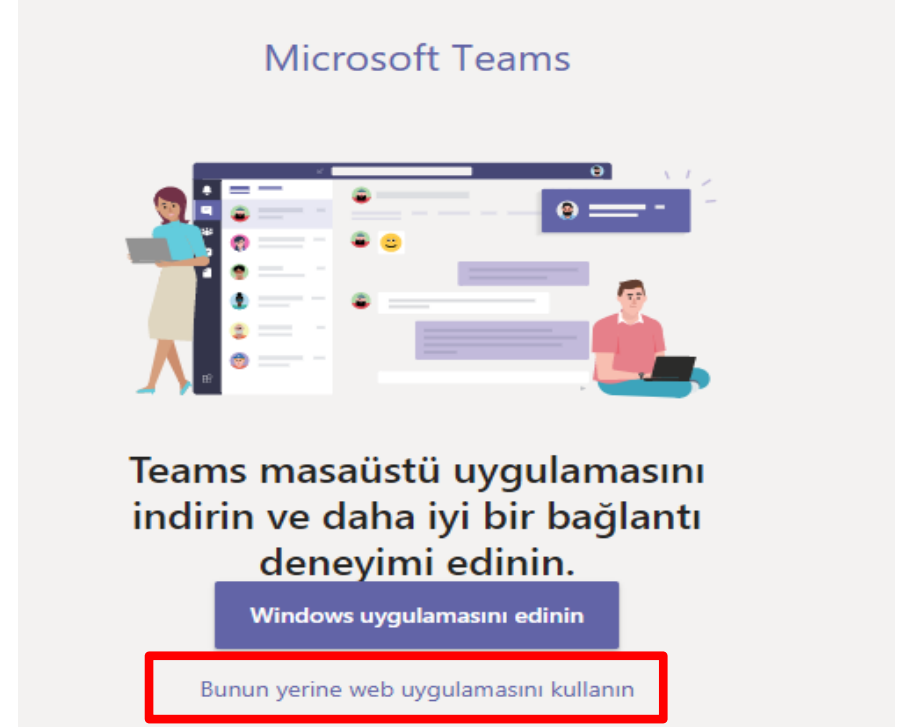 Microsoft Teams
Teams masaüstü uygulamasını
indirin ve daha iyi bir bağlantı
deneyimi edinin.
Windows uygulamasını edinin
Bunun yerine web uygulamasını kullanın